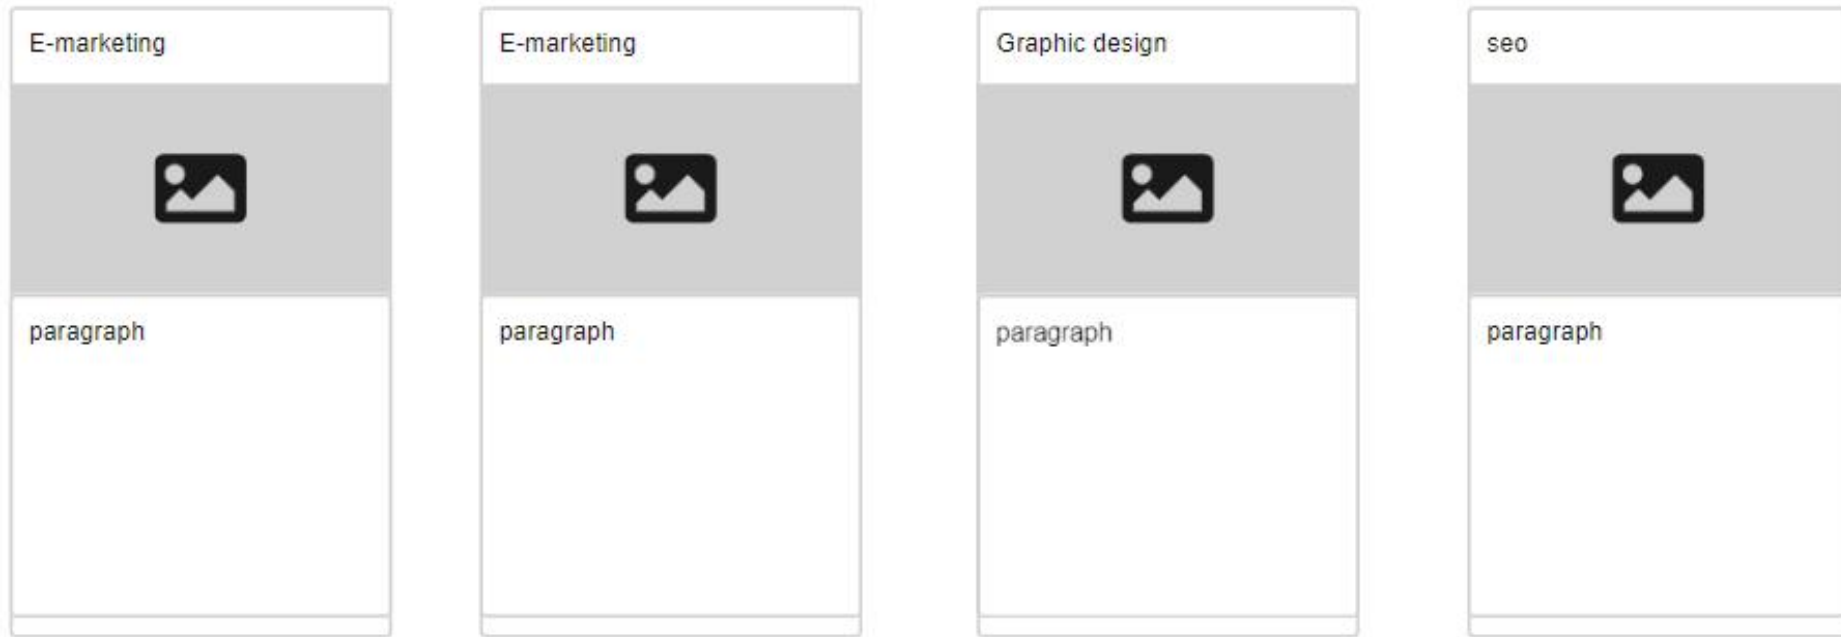 E-marketing
E-marketing
Graphic design
seo
paragraph
paragraph
paragraph
paragraph